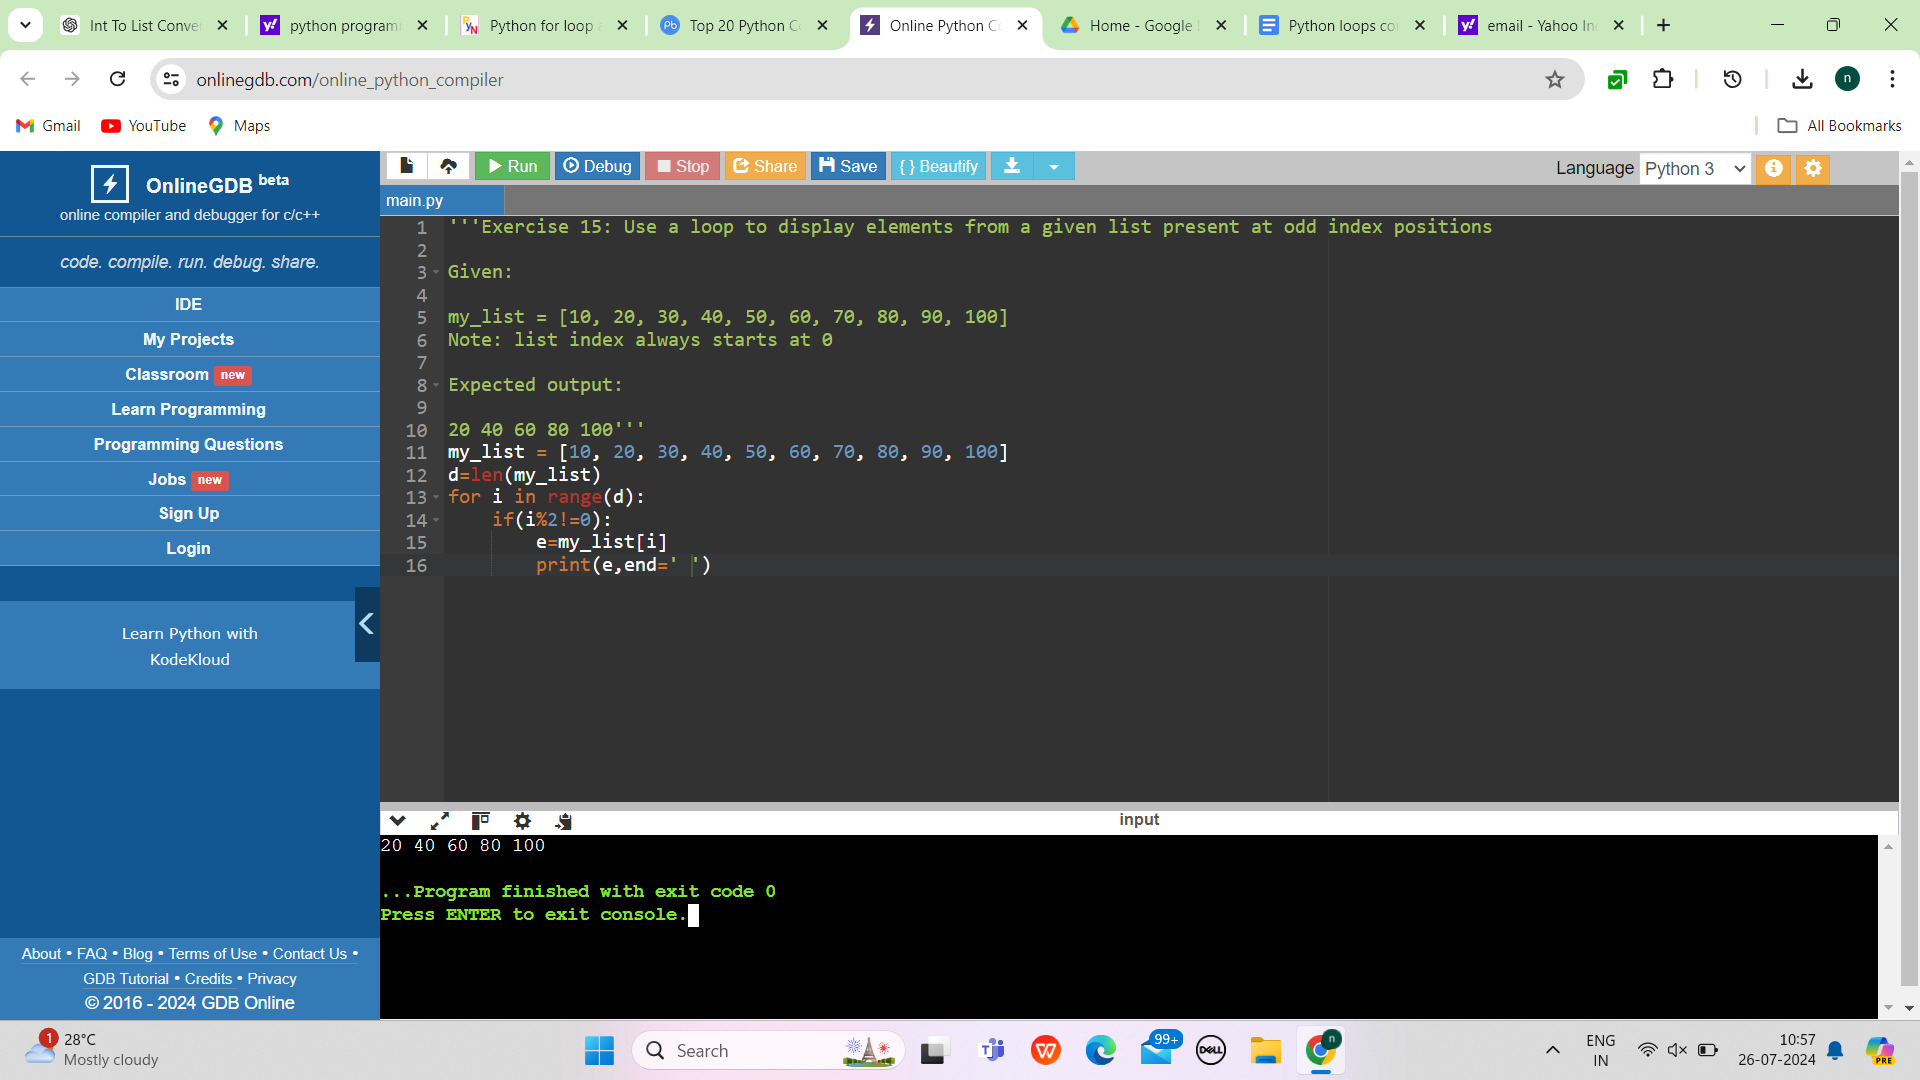 Int To List Conve
python programm
Python for loop a
Top 20 Python Co
Online Python Co
Home - Google
Python loops co
email - Yahoo In
onlinegdb.com/online_python_compiler
n
Gmail
YouTube
Maps
All Bookmarks
OnlineGDB beta
online compiler and debugger for c/c++
code. compile. run. debug. share.
IDE
My Projects
Classroom new
Learn Programming
Programming Questions
Jobs new
Sign Up
Login
Learn Python with
KodeKloud
About • FAQ • Blog • Terms of Use • Contact Us •
GDB Tutorial • Credits • Privacy
© 2016 - 2024 GDB Online
Run Debug Stop Share Save { } Beautify
Language Python 3
main.py
1 '''Exercise 15: Use a loop to display elements from a given list present at odd index positions
2
3 Given:
4
5 my_list = [10, 20, 30, 40, 50, 60, 70, 80, 90, 100]
6 Note: list index always starts at 0
7
8 Expected output:
9
10 20 40 60 80 100'''
11 my_list = [10, 20, 30, 40, 50, 60, 70, 80, 90, 100]
12 d=len(my_list)
13 for i in range(d):
14     if(i%2!=0):
15         e=my_list[i]
16         print(e,end=' ')
input
20 40 60 80 100
...Program finished with exit code 0
Press ENTER to exit console.
1
28°C
Mostly cloudy
Search
99+
DELL
n
ENG
IN
10:57
26-07-2024
PRE